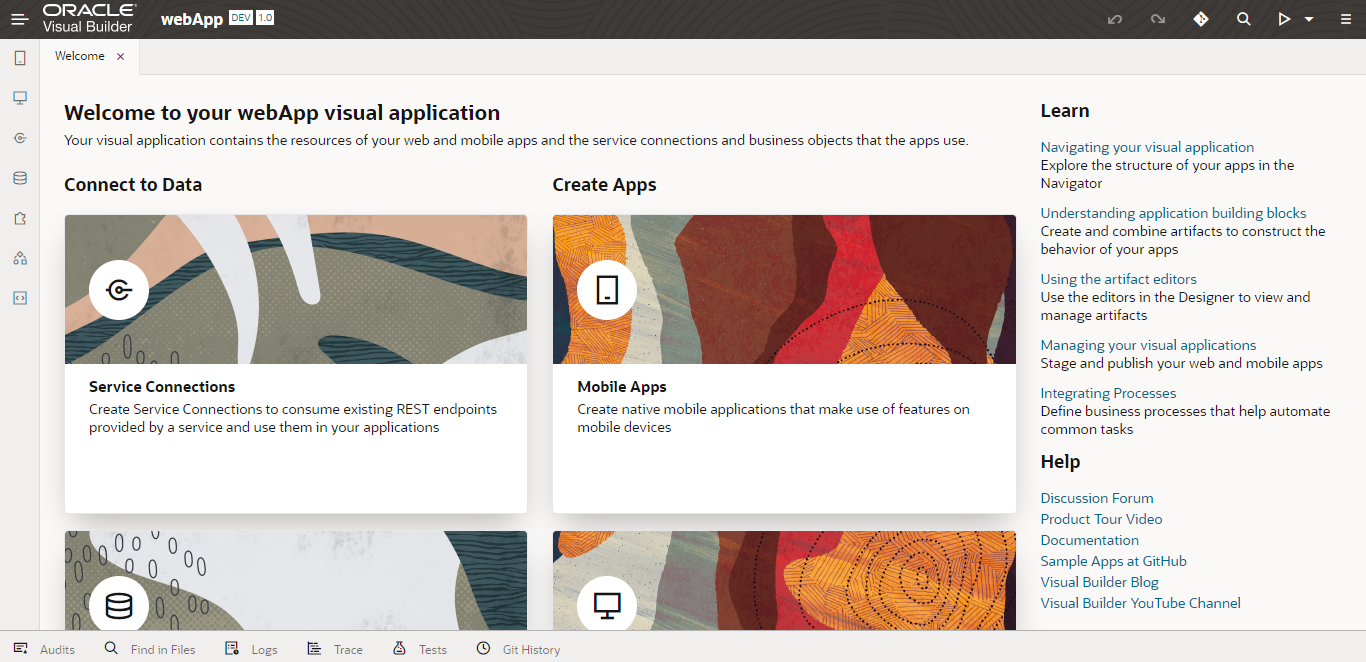 ORACLE
Visual Builder
webApp DEV 1.0
Welcome
Welcome to your webApp visual application
Your visual application contains the resources of your web and mobile apps and the service connections and business objects that the apps use.
Connect to Data
Service Connections
Create Service Connections to consume existing REST endpoints
provided by a service and use them in your applications
Create Apps
Mobile Apps
Create native mobile applications that make use of features on
mobile devices
Learn
Navigating your visual application
Explore the structure of your apps in the
Navigator
Understanding application building blocks
Create and combine artifacts to construct the
behavior of your apps
Using the artifact editors
Use the editors in the Designer to view and
manage artifacts
Managing your visual applications
Stage and publish your web and mobile apps
Integrating Processes
Define business processes that help automate
common tasks
Help
Discussion Forum
Product Tour Video
Documentation
Sample Apps at GitHub
Visual Builder Blog
Visual Builder YouTube Channel
Audits Find in Files Logs Trace Tests Git History